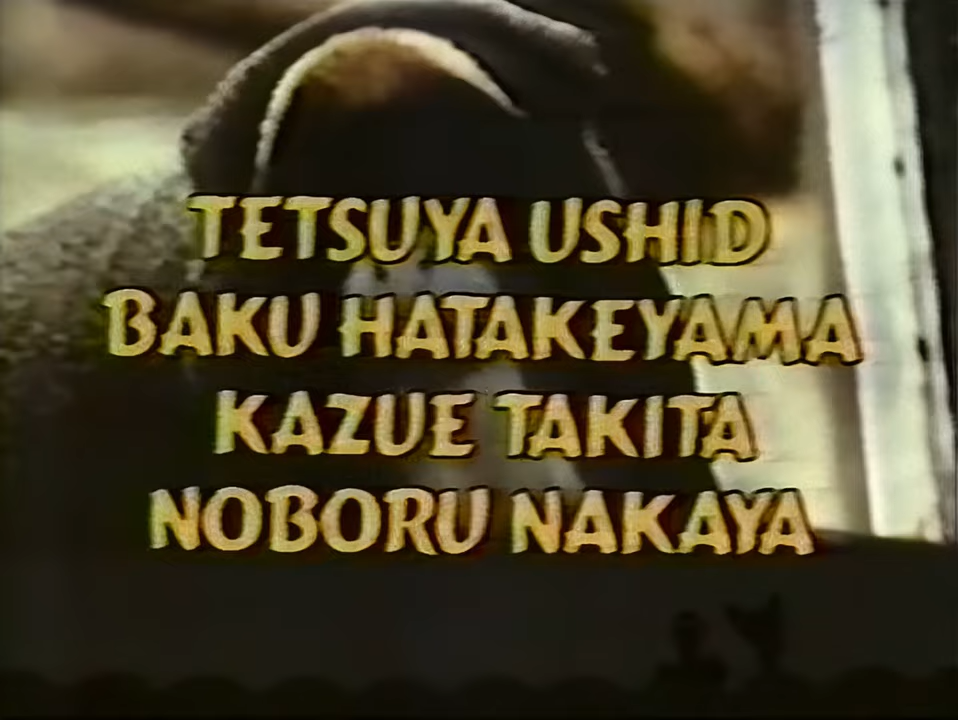 TETSUYA USHID
BAKU HATAKEYAMA
KAZUE TAKITA
NOBORU NAKAYA